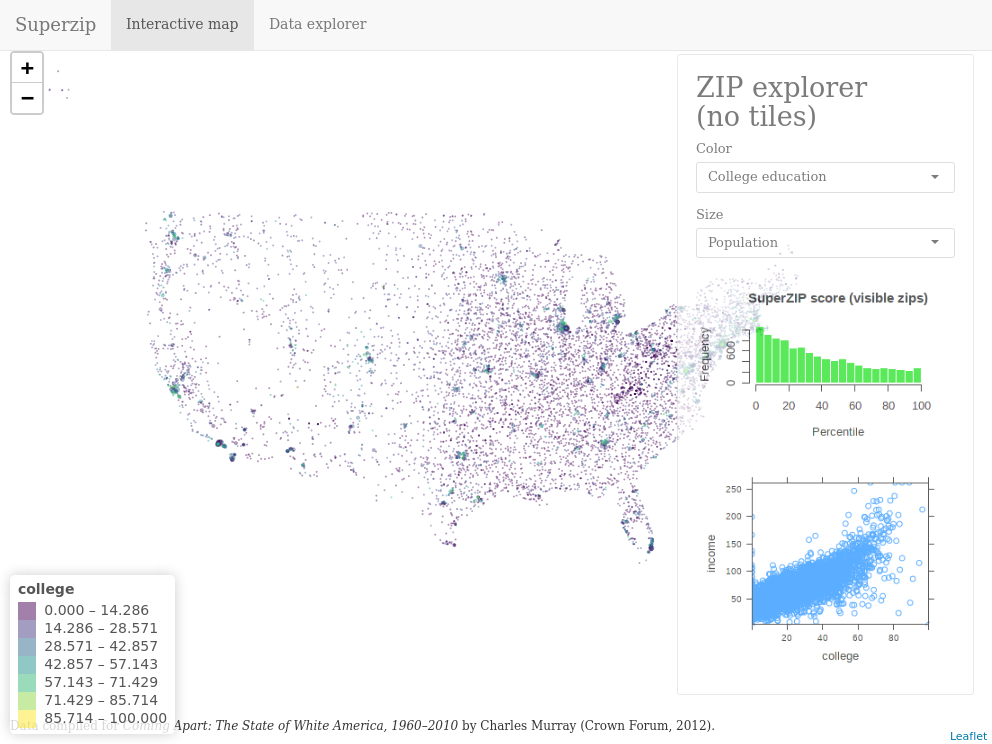 Superzip
Interactive map
Data explorer
+
−
ZIP explorer
(no tiles)
Color
College education
Size
Population
SuperZIP score (visible zips)
Frequency
0
600
0 20 40 60 80 100
Percentile
250
200
150
100
50
income
20 40 60 80
college
college
0.000 – 14.286
14.286 – 28.571
28.571 – 42.857
42.857 – 57.143
57.143 – 71.429
71.429 – 85.714
85.714 – 100.000
Data compiled for Coming Apart: The State of White America, 1960–2010 by Charles Murray (Crown Forum, 2012).
Leaflet